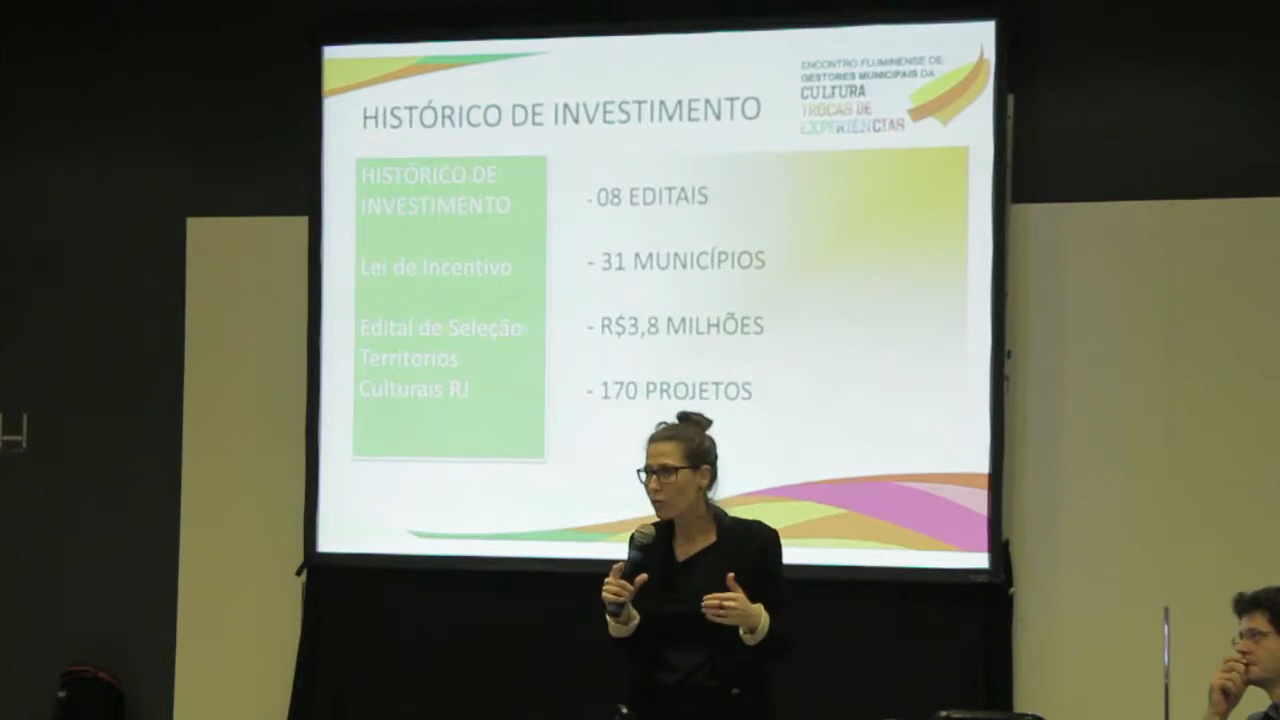 ENCONTRO FLUMINENSE DE
GESTORES MUNICIPAIS DA
CULTURA
TROCAS DE
EXPERIÊNCIAS
HISTÓRICO DE INVESTIMENTO
HISTÓRICO DE
INVESTIMENTO
Lei de Incentivo
Edital de Seleção
Territorios
Culturais RJ
- 08 EDITAIS
- 31 MUNICÍPIOS
- R$3,8 MILHÕES
- 170 PROJETOS
H